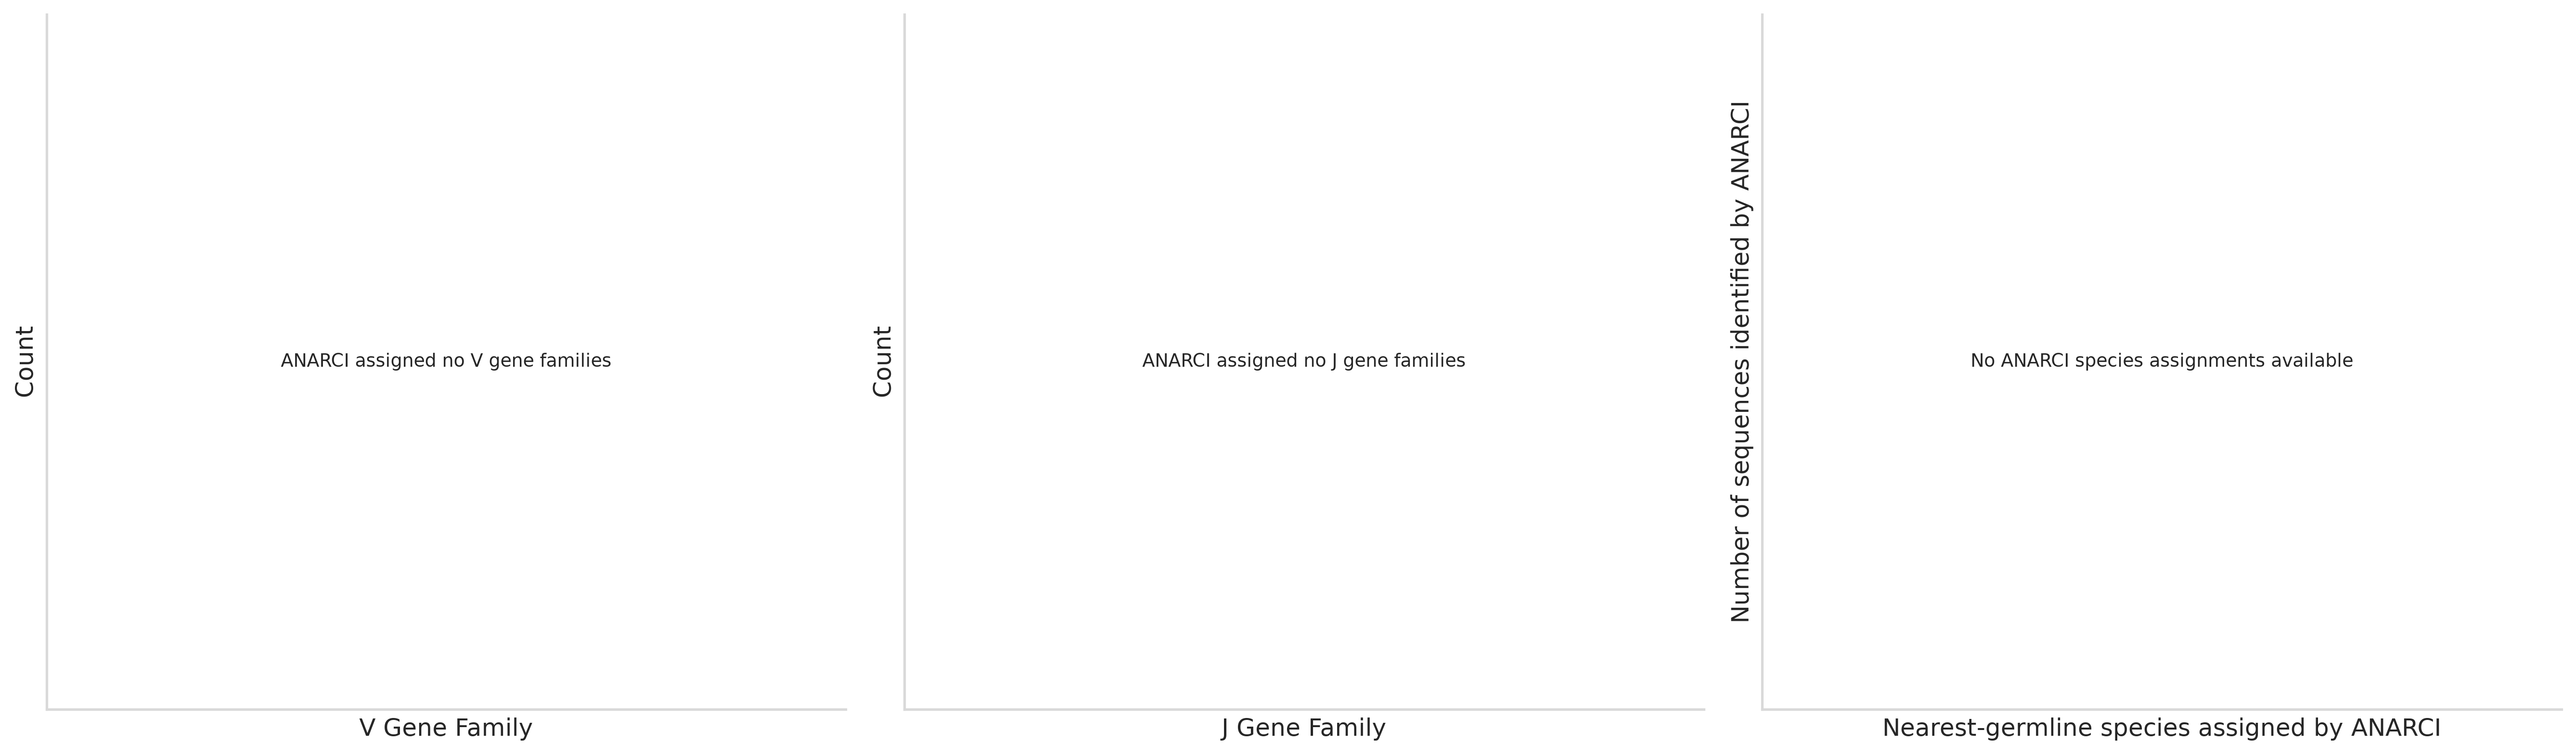 Count
ANARCI assigned no V gene families
V Gene Family
Count
ANARCI assigned no J gene families
J Gene Family
Number of sequences identified by ANARCI
No ANARCI species assignments available
Nearest-germline species assigned by ANARCI